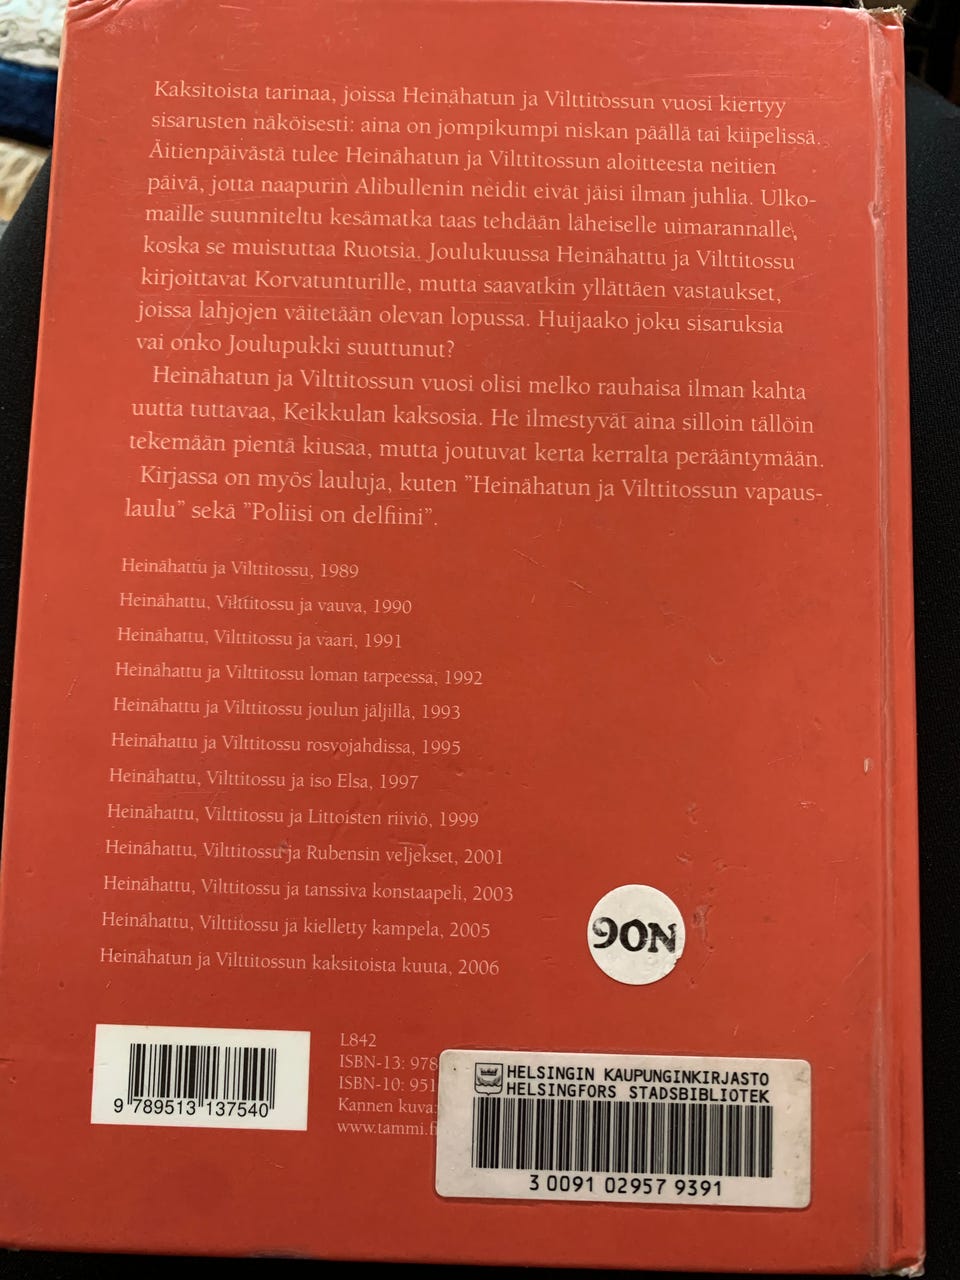 Kaksitoista tarinaa, joissa Heinähatun ja Vilttitossun vuosi kiertyy
sisarusten näköisesti: aina on jompikumpi niskan päällä tai kiipelissä.
Äitienpäivästä tulee Heinähatun ja Vilttitossun aloitteesta neitien
päivä, jotta naapurin Alibullenin neidit eivät jäisi ilman juhlia. Ulko-
maille suunniteltu kesämatka taas tehdään läheiselle uimarannalle,
koska se muistuttaa Ruotsia. Joulukuussa Heinähattu ja Vilttitossu
kirjoittavat Korvatunturille, mutta saavatkin yllättäen vastaukset,
joissa lahjojen väitetään olevan lopussa. Huijaako joku sisaruksia
vai onko Joulupukki suuttunut?
Heinähatun ja Vilttitossun vuosi olisi melko rauhaisa ilman kahta
uutta tuttavaa, Keikkulan kaksosia. He ilmestyvät aina silloin tällöin
tekemään pientä kiusaa, mutta joutuvat kerta kerralta perääntymään.
Kirjassa on myös lauluja, kuten ”Heinähatun ja Vilttitossun vapaus-
laulu” sekä ”Poliisi on delfiini”.
Heinähattu ja Vilttitossu, 1989
Heinähattu, Vilttitossu ja vauva, 1990
Heinähattu, Vilttitossu ja vaari, 1991
Heinähattu ja Vilttitossu loman tarpeessa, 1992
Heinähattu ja Vilttitossu joulun jäljillä, 1993
Heinähattu ja Vilttitossu rosvojahdissa, 1995
Heinähattu, Vilttitossu ja iso Elsa, 1997
Heinähattu, Vilttitossu ja Littoisten riiviö, 1999
Heinähattu, Vilttitossu ja Rubensin veljekset, 2001
Heinähattu, Vilttitossu ja tanssiva konstaapeli, 2003
Heinähattu, Vilttitossu ja kielletty kampela, 2005
Heinähatun ja Vilttitossun kaksitoista kuuta, 2006
NOE
9 789513 137540
L842
ISBN-13: 978
ISBN-10: 951
Kannen kuva:
www.tammi.fi
HELSINGIN KAUPUNGINKIRJASTO
HELSINGFORS STADSBIBLIOTEK
3 0091 02957 9391